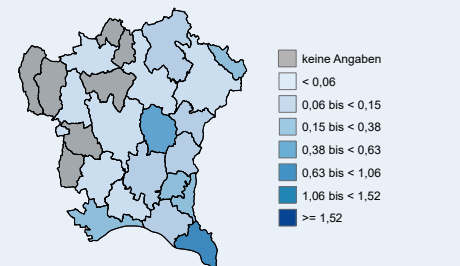 keine Angaben
< 0,06
0,06 bis < 0,15
0,15 bis < 0,38
0,38 bis < 0,63
0,63 bis < 1,06
1,06 bis < 1,52
>= 1,52